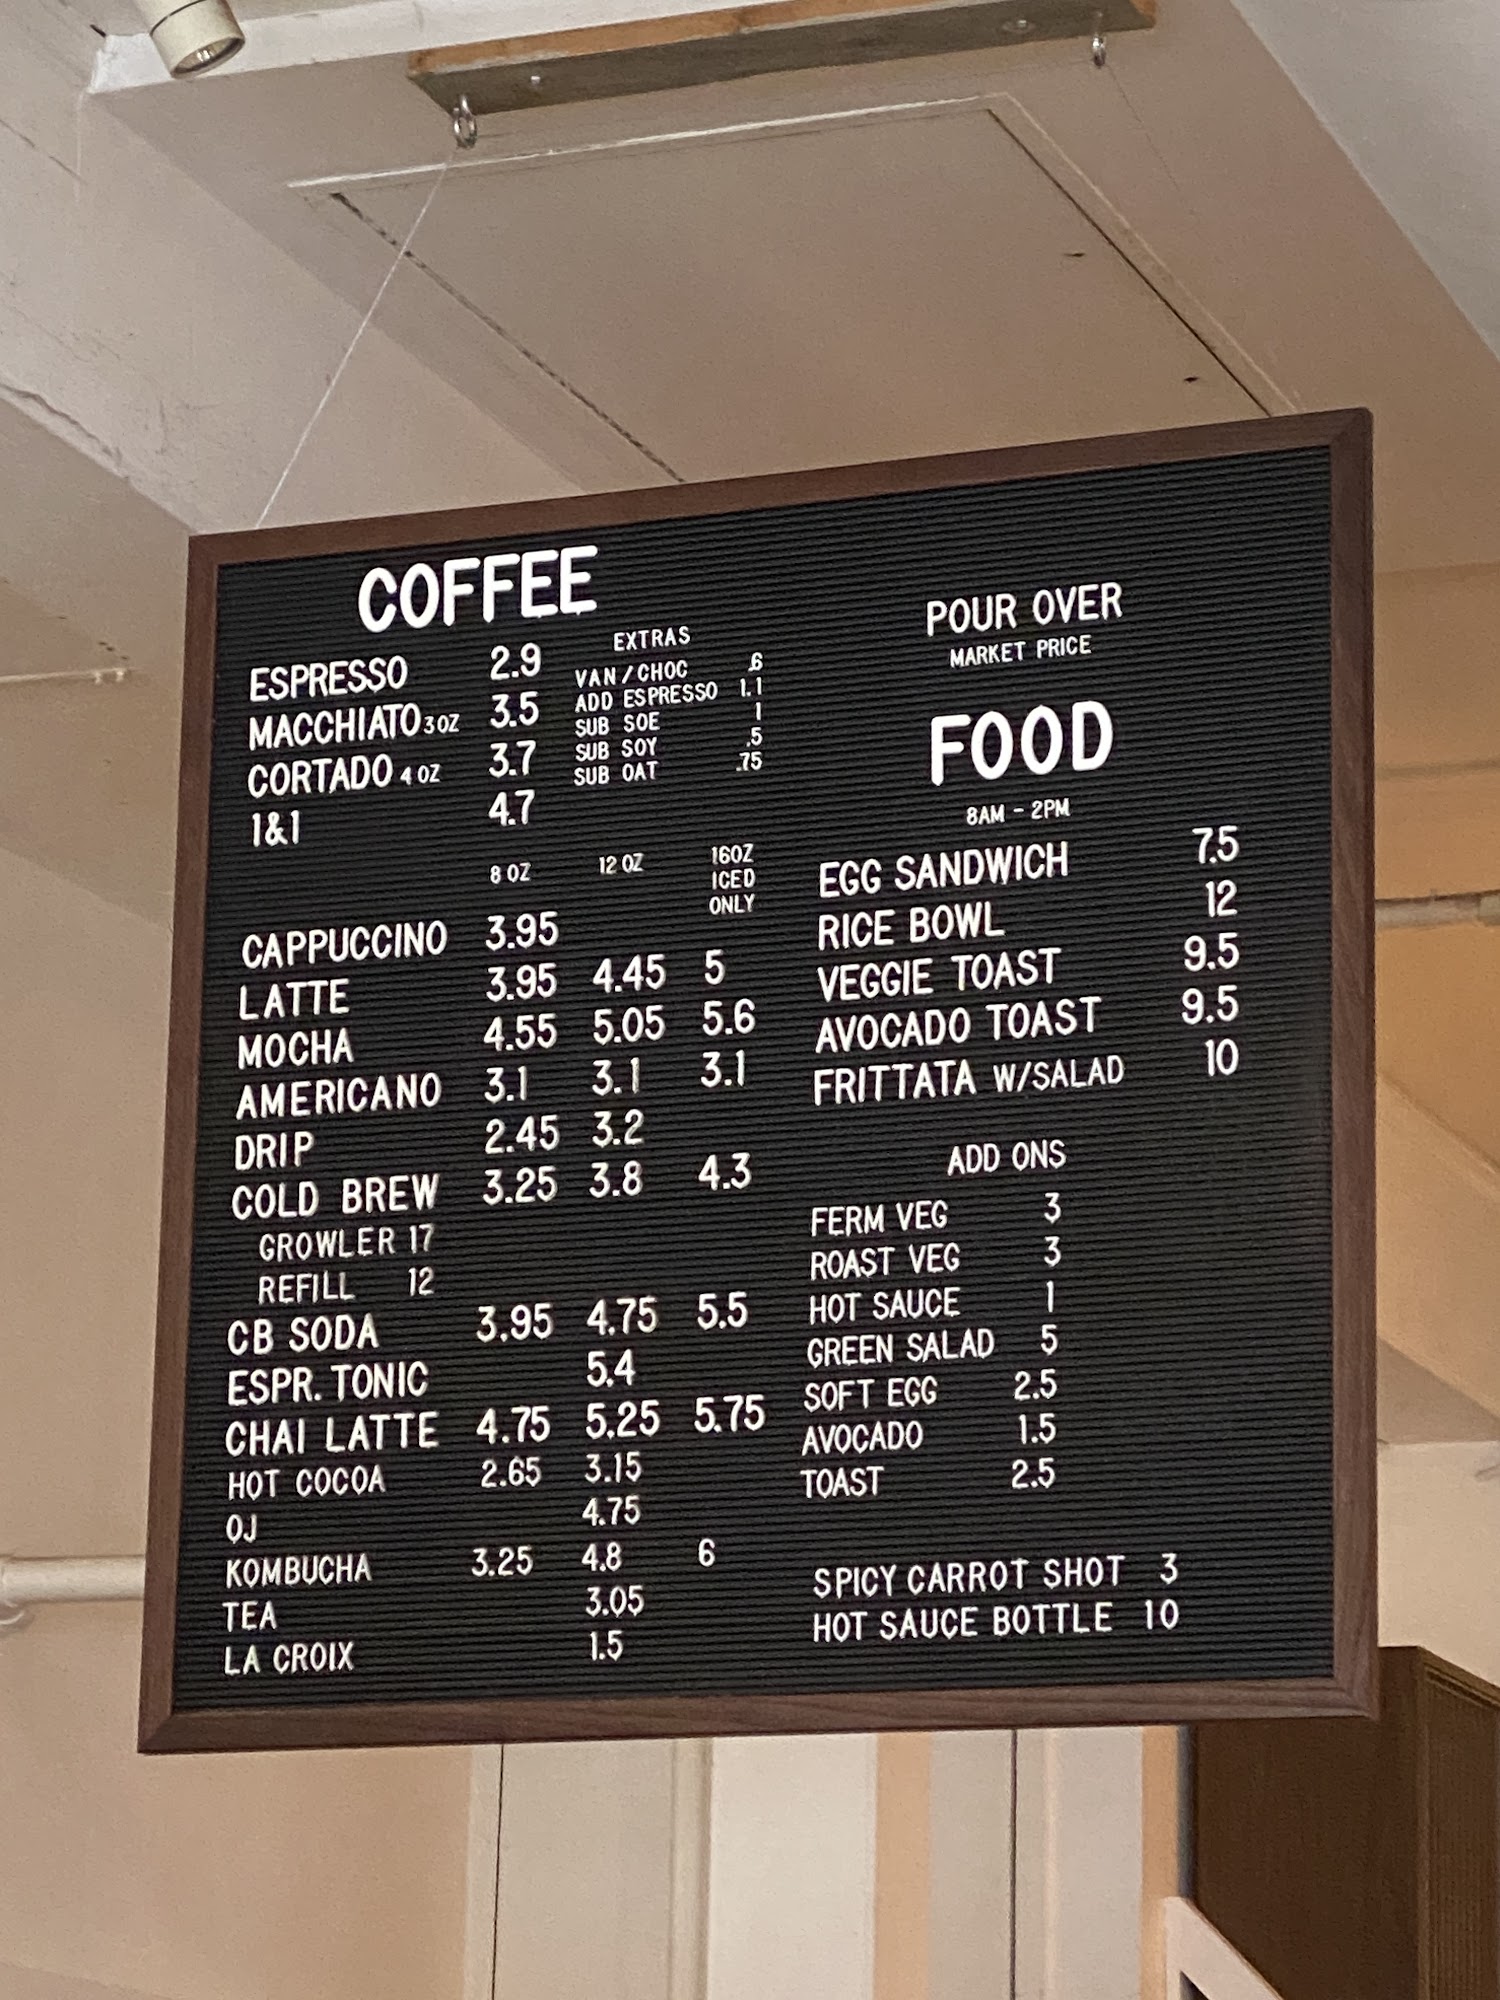 COFFEE
EXTRAS
ESPRESSO 2.9 VAN/CHOC .6
MACCHIATO 3 OZ 3.5 ADD ESPRESSO 1.1
CORTADO 4 OZ 3.7 SUB SOE 1
1&1 4.7 SUB SOY .5
SUB OAT .75
8 OZ 12 OZ 16OZ
ICED
ONLY
CAPPUCCINO 3.95
LATTE 3.95 4.45 5
MOCHA 4.55 5.05 5.6
AMERICANO 3.1 3.1 3.1
DRIP 2.45 3.2
COLD BREW 3.25 3.8 4.3
GROWLER 17
REFILL 12
CB SODA 3.95 4.75 5.5
ESPR. TONIC 5.4
CHAI LATTE 4.75 5.25 5.75
HOT COCOA 2.65 3.15
OJ 4.75
KOMBUCHA 3.25 4.8 6
TEA 3.05
LA CROIX 1.5
POUR OVER
MARKET PRICE
FOOD
8AM - 2PM
EGG SANDWICH 7.5
RICE BOWL 12
VEGGIE TOAST 9.5
AVOCADO TOAST 9.5
FRITTATA W/SALAD 10
ADD ONS
FERM VEG 3
ROAST VEG 3
HOT SAUCE 1
GREEN SALAD 5
SOFT EGG 2.5
AVOCADO 1.5
TOAST 2.5
SPICY CARROT SHOT 3
HOT SAUCE BOTTLE 10